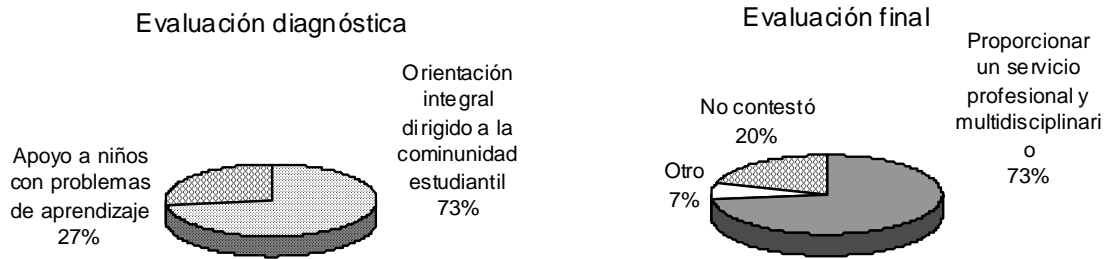 Evaluación diagnóstica
Orientación
integral
dirigido a la
cominunidad
estudiantil
73%
Apoyo a niños
con problemas
de aprendizaje
27%
Evaluación final
Proporcionar
un servicio
profesional y
multidisciplinari
o
73%
No contestó
20%
Otro
7%